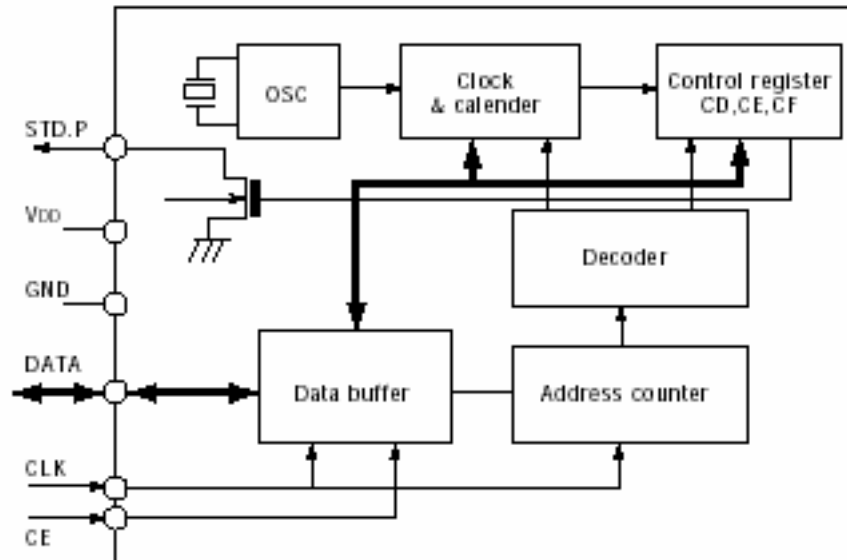 OSC
Clock
& calender
Control register
CD,CE,CF
STD.P
VDD
GND
Decoder
DATA
Data buffer
Address counter
CLK
CE